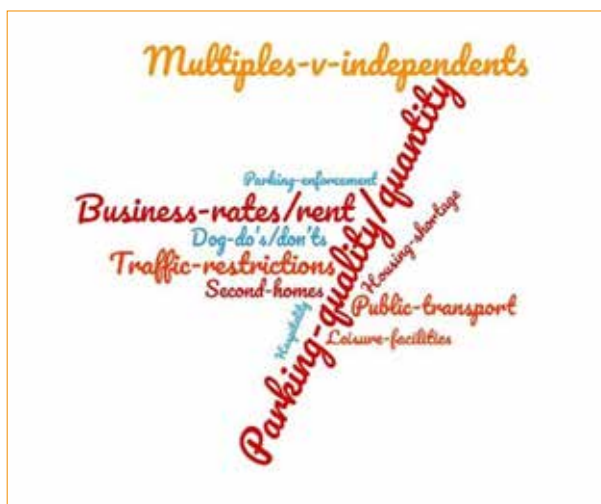 Multiples-v-independents
Parking-quality/quantity
Parking-enforcement
Business-rates/rent
Dog-do's/don'ts
Traffic-restrictions
Second-homes
Housing-shortage
Public-transport
Hospitality
Leisure-facilities